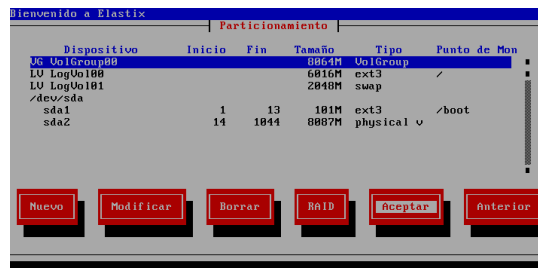 Bienvenido a Elastix
Particionamiento
Dispositivo Inicio Fin Tamaño Tipo Punto de Mon
VG VolGroup00 8064M VolGroup
LV LogVol00 6016M ext3 /
LV LogVol01 2048M swap
/dev/sda
sda1 1 13 101M ext3 /boot
sda2 14 1044 8087M physical v
Nuevo Modificar Borrar RAID Aceptar Anterior